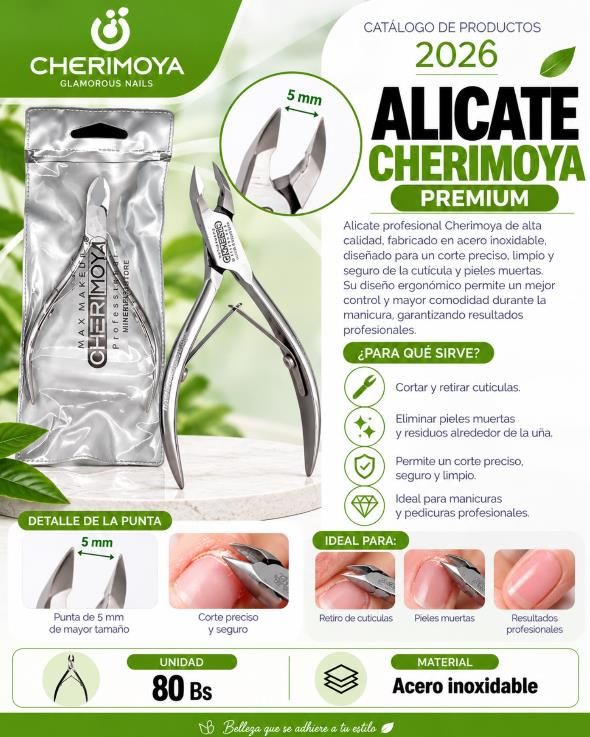 CHERIMOYA
GLAMOROUS NAILS
CATÁLOGO DE PRODUCTOS
2026
ALICATE
CHERIMOYA
PREMIUM
Alicate profesional Cherimoya de alta
calidad, fabricado en acero inoxidable,
diseñado para un corte preciso, limpio y
seguro de la cutícula y pieles muertas.
Su diseño ergonómico permite un mejor
control y mayor comodidad durante la
manicura, garantizando resultados
profesionales.
5 mm
MAX MAKEUP
CHERIMOYA
Professional
¿PARA QUÉ SIRVE?
Cortar y retirar cutículas.
Eliminar pieles muertas
y residuos alrededor de la uña.
Permite un corte preciso,
seguro y limpio.
Ideal para manicuras
y pedicuras profesionales.
DETALLE DE LA PUNTA
5 mm
Punta de 5 mm
de mayor tamaño
Corte preciso
y seguro
IDEAL PARA:
Retiro de cutículas
Pieles muertas
Resultados
profesionales
UNIDAD
80 Bs
MATERIAL
Acero inoxidable
Belleza que se adhiere a tu estilo